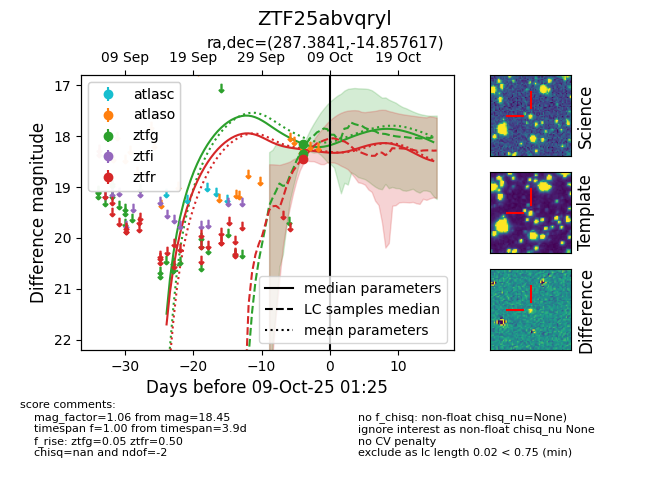 ZTF25abvqryl
ra,dec=(287.3841,-14.857617)
09 Sep 19 Sep 29 Sep 09 Oct 19 Oct
17
18
19
20
21
22
Difference magnitude
atlasc
atlaso
ztfg
ztfi
ztfr
median parameters
LC samples median
mean parameters
−30 −20 −10 0 10
Days before 09-Oct-25 01:25
Science
Template
Difference
score comments:
mag_factor=1.06 from mag=18.45
timespan f=1.00 from timespan=3.9d
f_rise: ztfg=0.05 ztfr=0.50
chisq=nan and ndof=-2
no f_chisq: non-float chisq_nu=None)
ignore interest as non-float chisq_nu None
no CV penalty
exclude as lc length 0.02 < 0.75 (min)